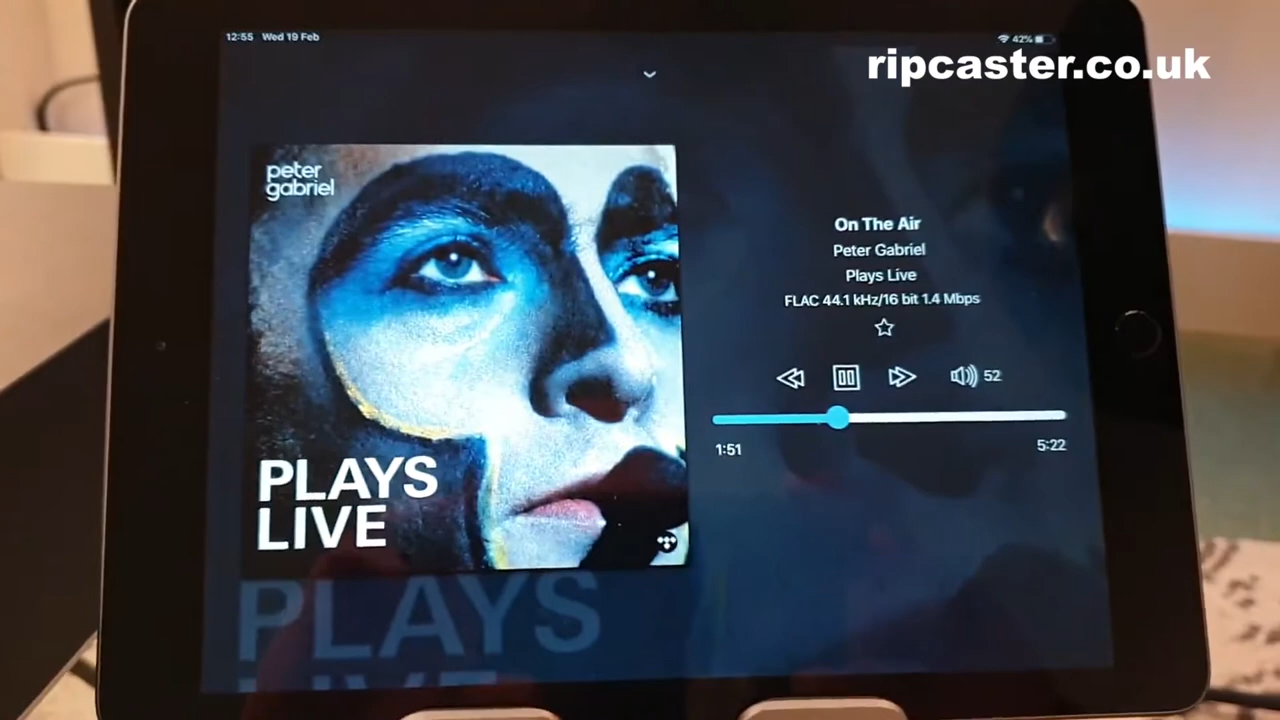 12:55 Wed 19 Feb
42%
ripcaster.co.uk
peter
gabriel
PLAYS
LIVE
On The Air
Peter Gabriel
Plays Live
FLAC 44.1 kHz/16 bit 1.4 Mbps
52
1:51
5:22
PLAYS
LIVE